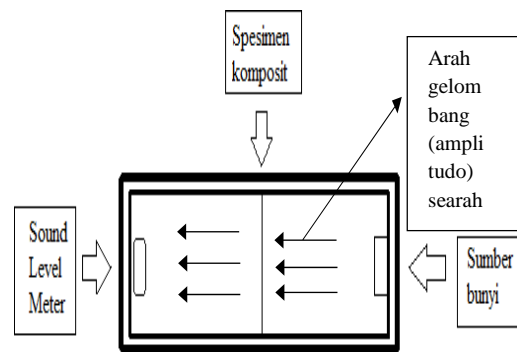 Spesimen
komposit
Arah
gelom
bang
(ampli
tudo)
searah
Sound
Level
Meter
Sumber
bunyi